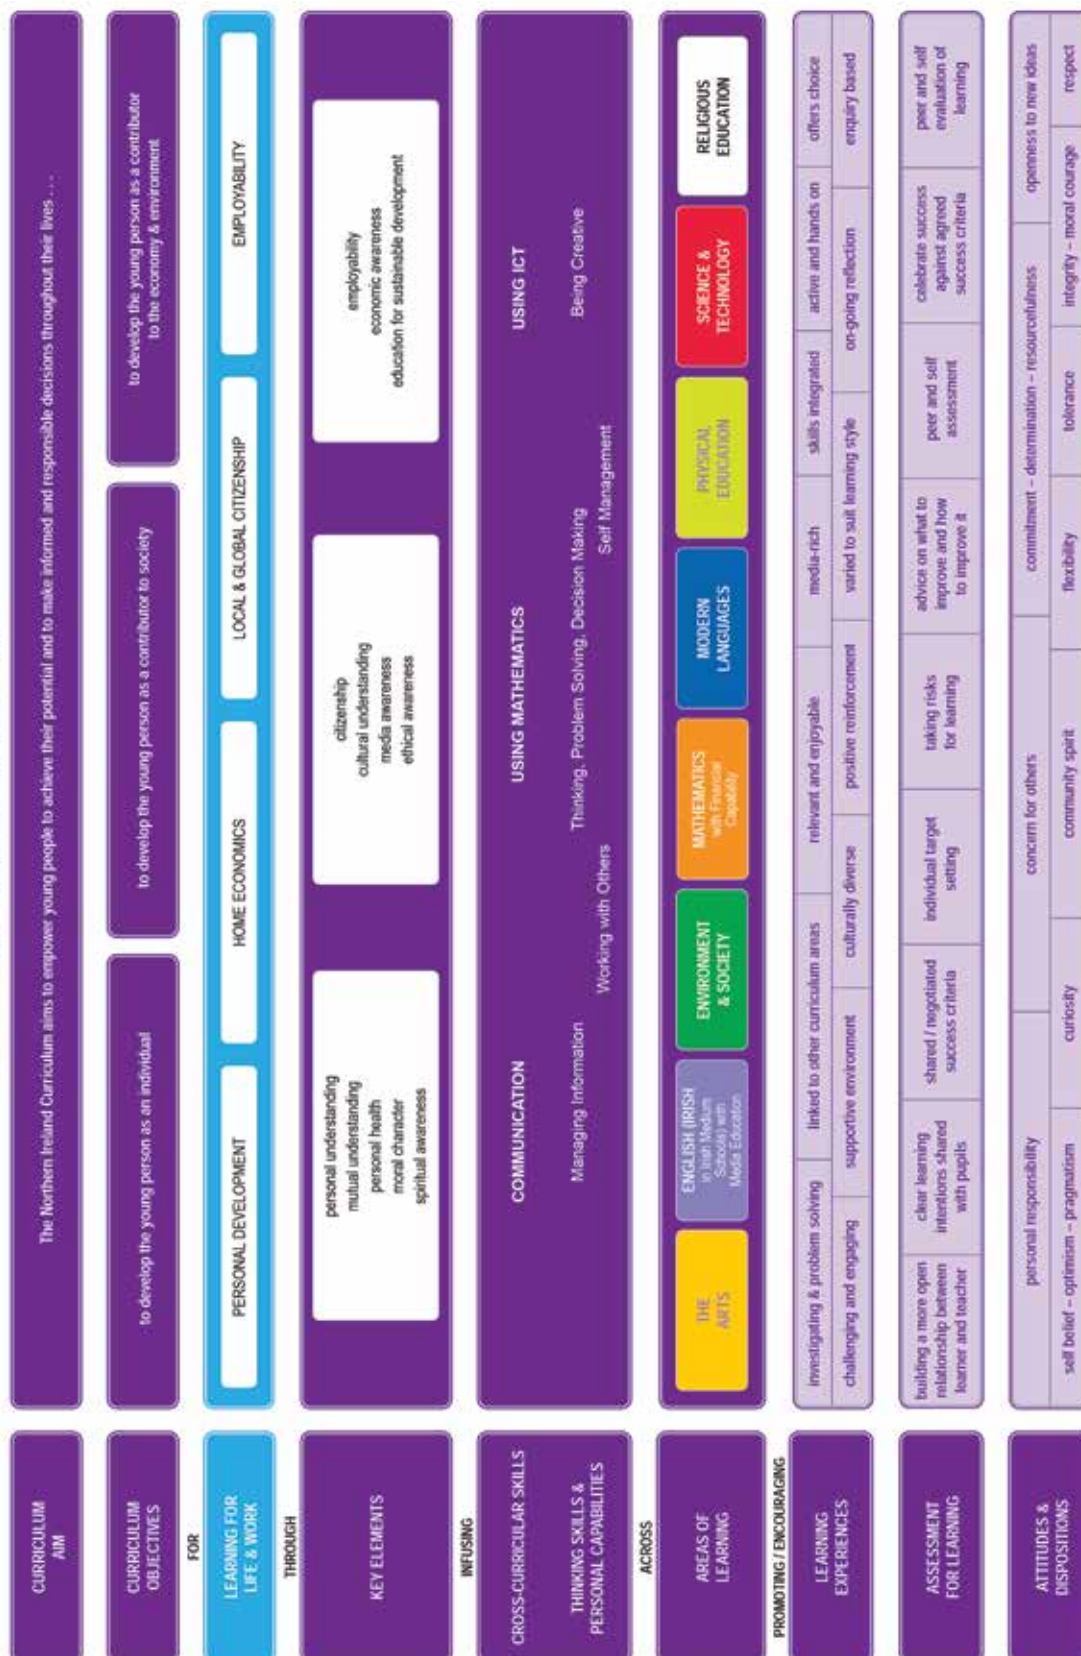 CURRICULUM
AIM
The Northern Ireland Curriculum aims to empower young people to achieve their potential and to make informed and responsible decisions throughout their lives . . .
CURRICULUM
OBJECTIVES
to develop the young person as an individual
to develop the young person as a contributor to society
to develop the young person as a contributor
to the economy & environment
FOR
LEARNING FOR
LIFE & WORK
PERSONAL DEVELOPMENT
HOME ECONOMICS
LOCAL & GLOBAL CITIZENSHIP
EMPLOYABILITY
THROUGH
KEY ELEMENTS
personal understanding
mutual understanding
personal health
moral character
spiritual awareness
citizenship
cultural understanding
media awareness
ethical awareness
employability
economic awareness
education for sustainable development
INFUSING
CROSS-CURRICULAR SKILLS
COMMUNICATION
USING MATHEMATICS
USING ICT
THINKING SKILLS &
PERSONAL CAPABILITIES
Managing Information
Thinking, Problem Solving, Decision Making
Being Creative
Working with Others
Self Management
ACROSS
AREAS OF
LEARNING
THE
ARTS
ENGLISH (IRISH
in Irish Medium
Schools) with
Media Education
ENVIRONMENT
& SOCIETY
MATHEMATICS
with Financial
Capability
MODERN
LANGUAGES
PHYSICAL
EDUCATION
SCIENCE &
TECHNOLOGY
RELIGIOUS
EDUCATION
PROMOTING / ENCOURAGING
LEARNING
EXPERIENCES
investigating & problem solving
linked to other curriculum areas
relevant and enjoyable
media-rich
skills integrated
active and hands on
offers choice
challenging and engaging
supportive environment
culturally diverse
positive reinforcement
varied to suit learning style
on-going reflection
enquiry based
ASSESSMENT
FOR LEARNING
building a more open
relationship between
learner and teacher
clear learning
intentions shared
with pupils
shared / negotiated
success criteria
individual target
setting
taking risks
for learning
advice on what to
improve and how
to improve it
peer and self
assessment
celebrate success
against agreed
success criteria
peer and self
evaluation of
learning
ATTITUDES &
DISPOSITIONS
personal responsibility
concern for others
commitment – determination – resourcefulness
openness to new ideas
self belief – optimism – pragmatism
curiosity
community spirit
flexibility
tolerance
integrity – moral courage
respect